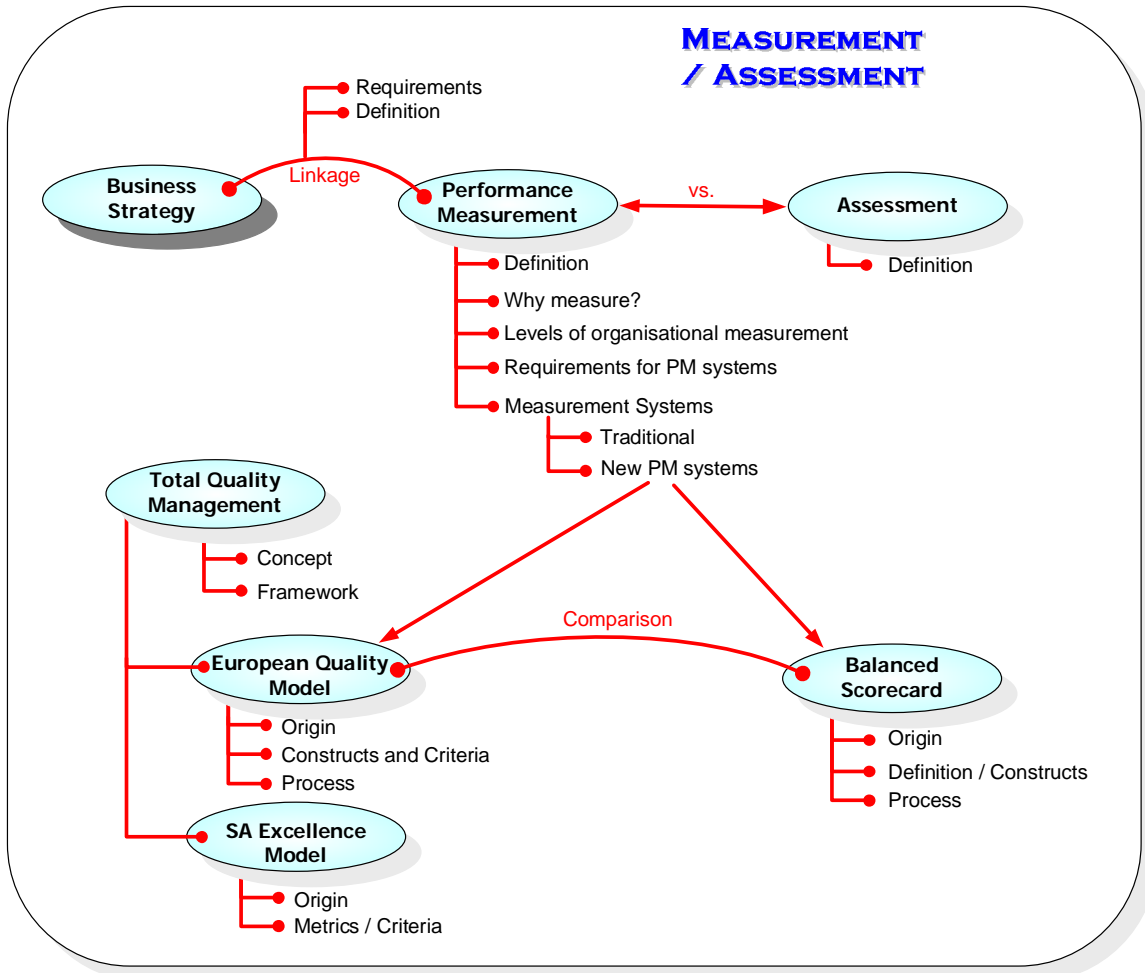 MEASUREMENT
/ ASSESSMENT
Requirements
Definition
Linkage
Business
Strategy
Performance
Measurement
vs.
Assessment
Definition
Definition
Why measure?
Levels of organisational measurement
Requirements for PM systems
Measurement Systems
Traditional
New PM systems
Total Quality
Management
Concept
Framework
Comparison
European Quality
Model
Origin
Constructs and Criteria
Process
Balanced
Scorecard
Origin
Definition / Constructs
Process
SA Excellence
Model
Origin
Metrics / Criteria